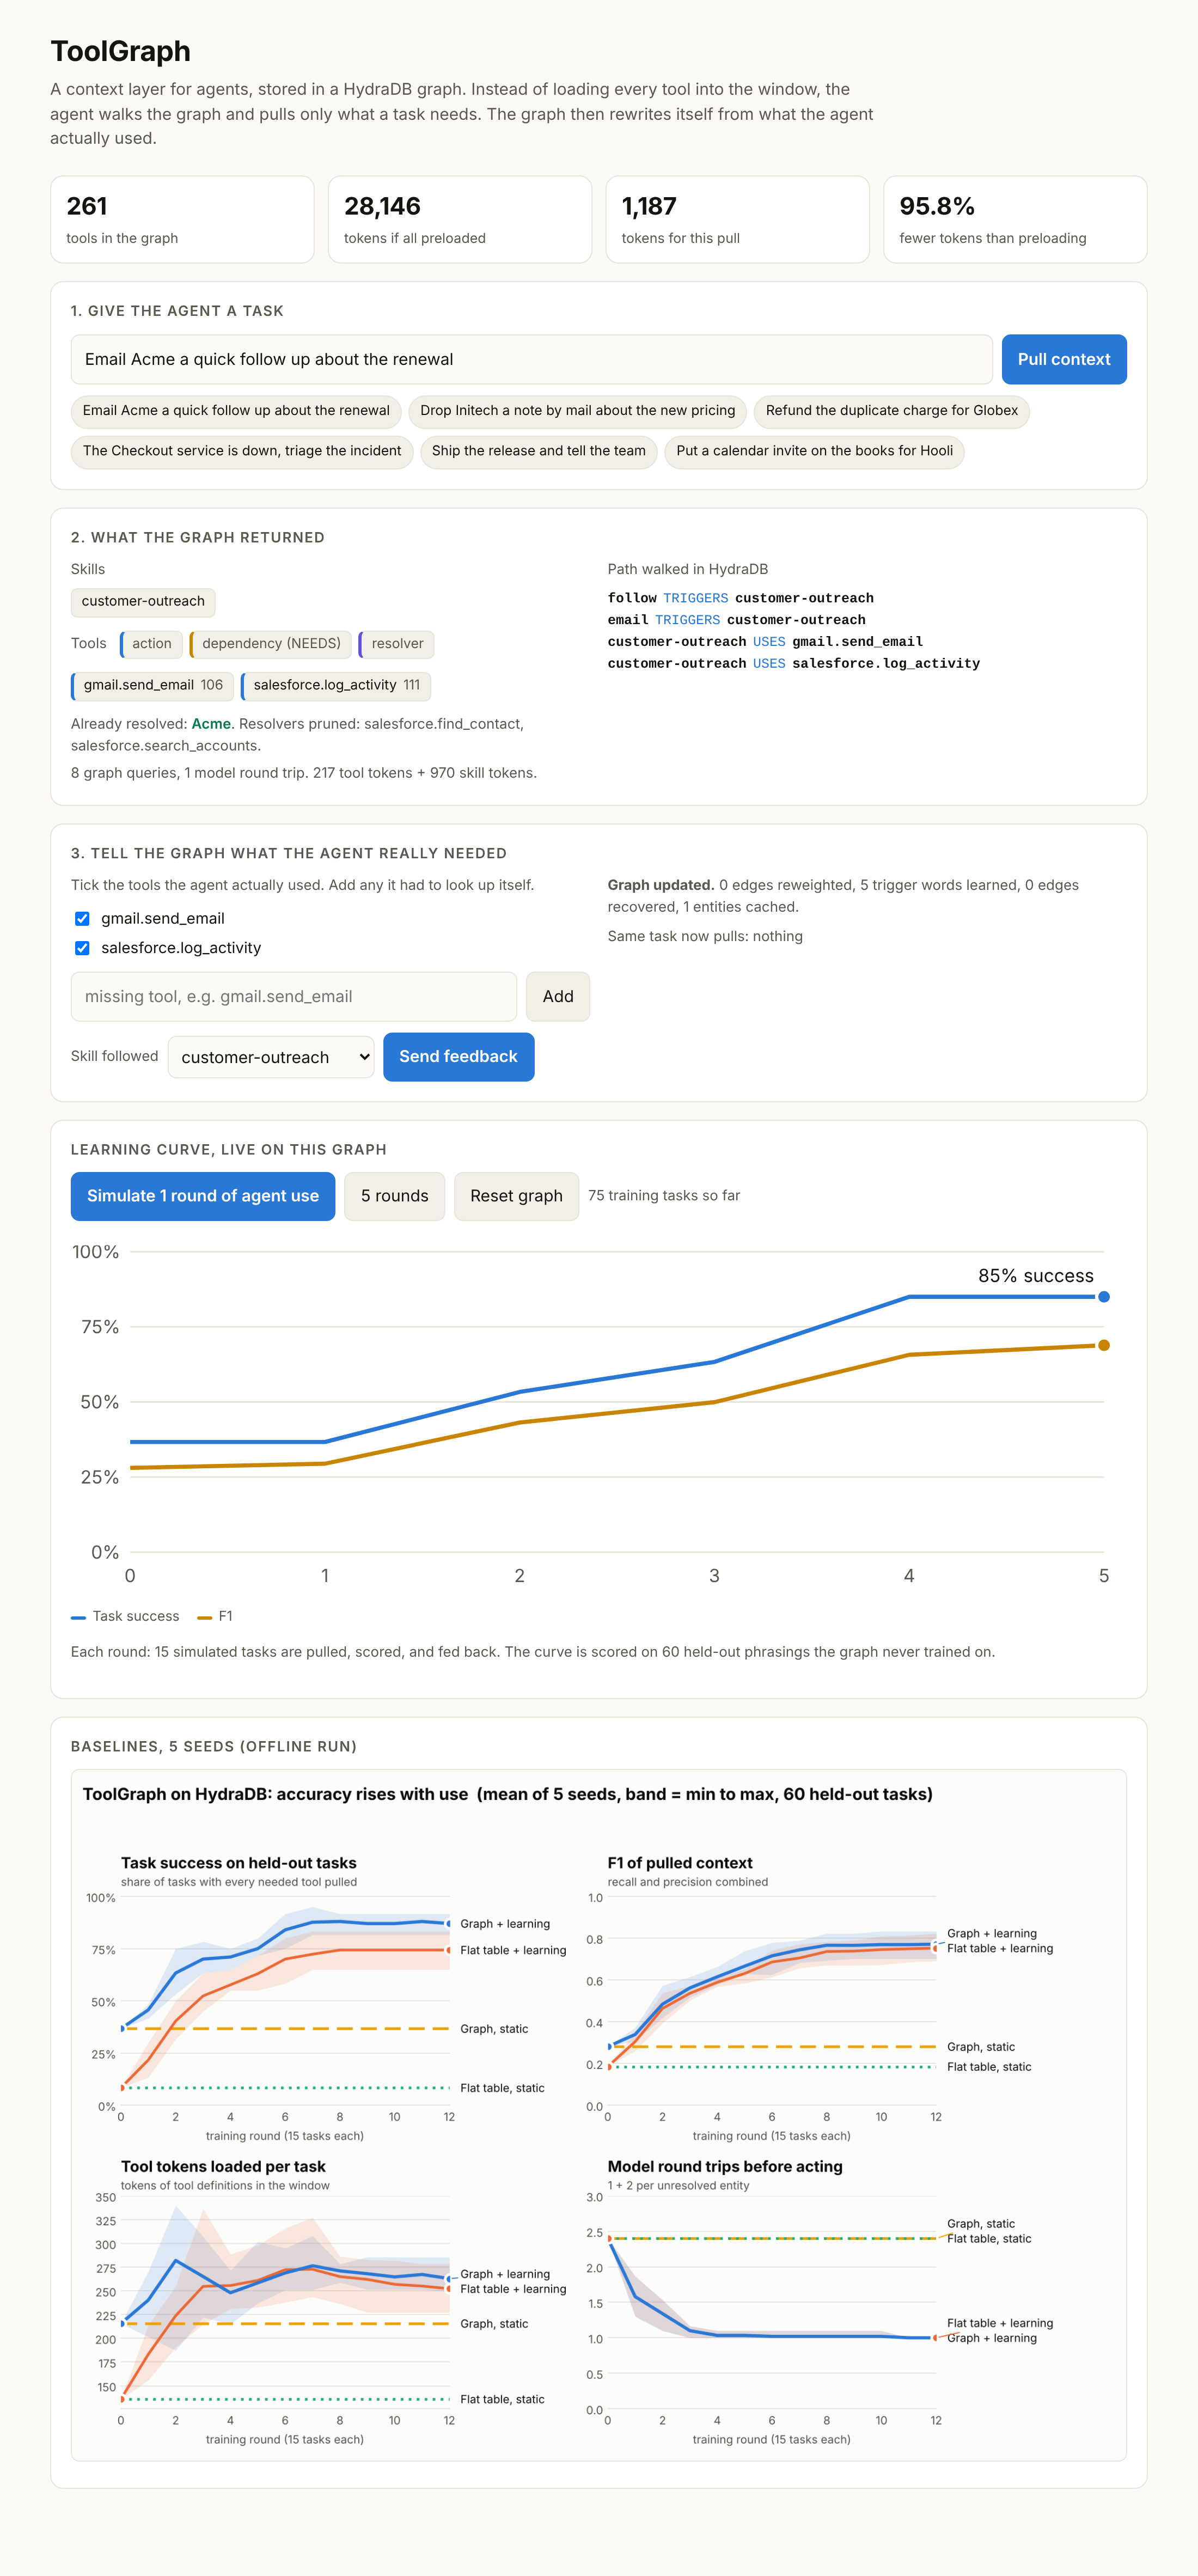 ToolGraph
A context layer for agents, stored in a HydraDB graph. Instead of loading every tool into the window, the
agent walks the graph and pulls only what a task needs. The graph then rewrites itself from what the agent
actually used.
261
tools in the graph
28,146
tokens if all preloaded
1,187
tokens for this pull
95.8%
fewer tokens than preloading
1. GIVE THE AGENT A TASK
Email Acme a quick follow up about the renewal
Pull context
Email Acme a quick follow up about the renewal
Drop Initech a note by mail about the new pricing
Refund the duplicate charge for Globex
The Checkout service is down, triage the incident
Ship the release and tell the team
Put a calendar invite on the books for Hooli
2. WHAT THE GRAPH RETURNED
Skills
customer-outreach
Tools action dependency (NEEDS) resolver
gmail.send_email 106 salesforce.log_activity 111
Already resolved: Acme. Resolvers pruned: salesforce.find_contact,
salesforce.search_accounts.
8 graph queries, 1 model round trip. 217 tool tokens + 970 skill tokens.
Path walked in HydraDB
follow TRIGGERS customer-outreach
email TRIGGERS customer-outreach
customer-outreach USES gmail.send_email
customer-outreach USES salesforce.log_activity
3. TELL THE GRAPH WHAT THE AGENT REALLY NEEDED
Tick the tools the agent actually used. Add any it had to look up itself.
gmail.send_email
salesforce.log_activity
missing tool, e.g. gmail.send_email
Add
Skill followed customer-outreach Send feedback
Graph updated. 0 edges reweighted, 5 trigger words learned, 0 edges
recovered, 1 entities cached.
Same task now pulls: nothing
LEARNING CURVE, LIVE ON THIS GRAPH
Simulate 1 round of agent use 5 rounds Reset graph 75 training tasks so far
100%
85% success
75%
50%
25%
0%
0 1 2 3 4 5
Task success F1
Each round: 15 simulated tasks are pulled, scored, and fed back. The curve is scored on 60 held-out phrasings the graph never trained on.
BASELINES, 5 SEEDS (OFFLINE RUN)
ToolGraph on HydraDB: accuracy rises with use (mean of 5 seeds, band = min to max, 60 held-out tasks)
Task success on held-out tasks
share of tasks with every needed tool pulled
100%
75%
50%
25%
0%
Graph + learning
Flat table + learning
Graph, static
Flat table, static
0 2 4 6 8 10 12
training round (15 tasks each)
F1 of pulled context
recall and precision combined
1.0
0.8
0.6
0.4
0.2
0.0
Graph + learning
Flat table + learning
Graph, static
Flat table, static
0 2 4 6 8 10 12
training round (15 tasks each)
Tool tokens loaded per task
tokens of tool definitions in the window
350
325
300
275
250
225
200
175
150
Graph + learning
Flat table + learning
Graph, static
Flat table, static
0 2 4 6 8 10 12
training round (15 tasks each)
Model round trips before acting
1 + 2 per unresolved entity
3.0
2.5
2.0
1.5
1.0
0.5
0.0
Graph, static
Flat table, static
Flat table + learning
Graph + learning
0 2 4 6 8 10 12
training round (15 tasks each)